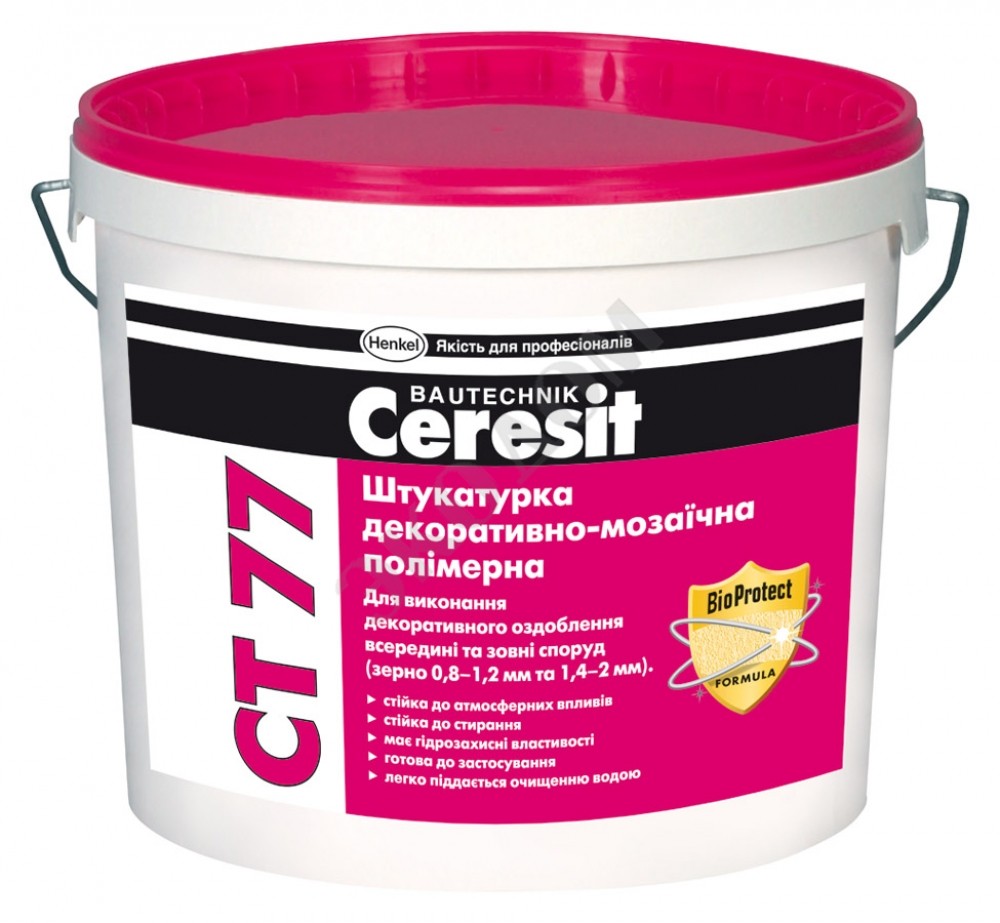 Henkel Якість для професіоналів
BAUTECHNIK
Ceresit
CT 77
Штукатурка
декоративно-мозаїчна
полімерна
Для виконання
декоративного оздоблення
всередині та зовні споруд
(зерно 0,8–1,2 мм та 1,4–2 мм).
стійка до атмосферних впливів
стійка до стирання
має гідрозахисні властивості
готова до застосування
легко піддається очищенню водою
BioProtect
FORMULA